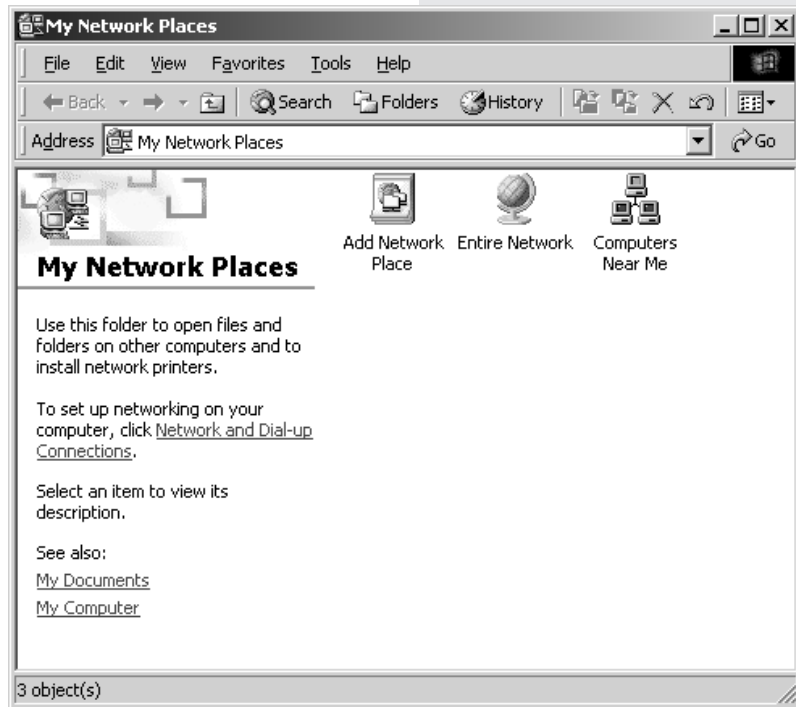 My Network Places
File Edit View Favorites Tools Help
Back Search Folders History
Address My Network Places Go
Add Network Place
Entire Network
Computers Near Me
My Network Places
Use this folder to open files and
folders on other computers and to
install network printers.
To set up networking on your
computer, click Network and Dial-up
Connections.
Select an item to view its
description.
See also:
My Documents
My Computer
3 object(s)